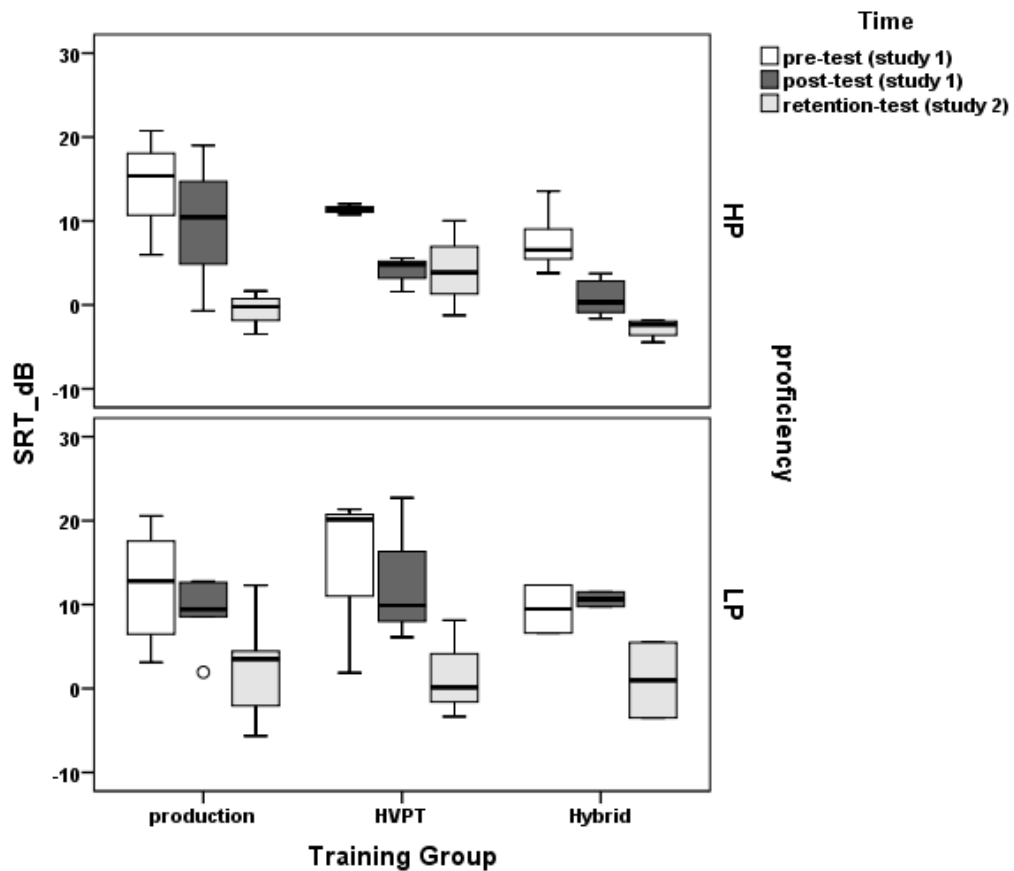 Time
pre-test (study 1)
post-test (study 1)
retention-test (study 2)
SRT_dB
30
20
10
0
-10
HP
30
20
10
0
-10
LP
proficiency
production HVPT Hybrid
Training Group